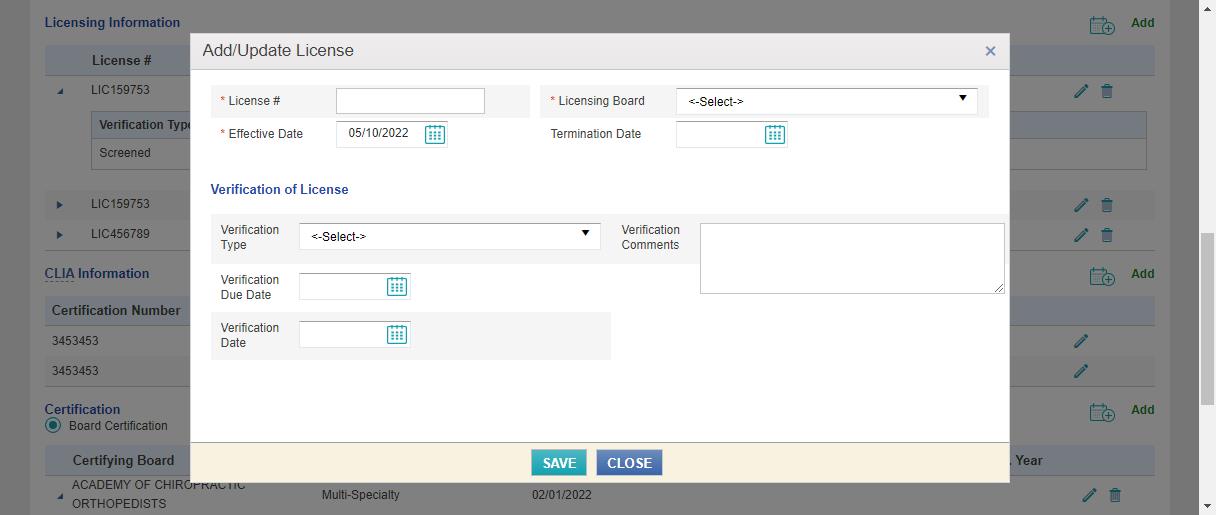 Licensing Information
Add
License #
LIC159753
Verification Type
Screened
LIC159753
LIC456789
CLIA Information
Add
Certification Number
3453453
3453453
Certification
Add
Board Certification
Certifying Board
Year
ACADEMY OF CHIROPRACTIC
ORTHOPEDISTS
Multi-Specialty
02/01/2022
Add/Update License
×
* License #
* Licensing Board
<-Select->
* Effective Date
05/10/2022
Termination Date
Verification of License
Verification
Type
<-Select->
Verification
Comments
Verification
Due Date
Verification
Date
SAVE
CLOSE